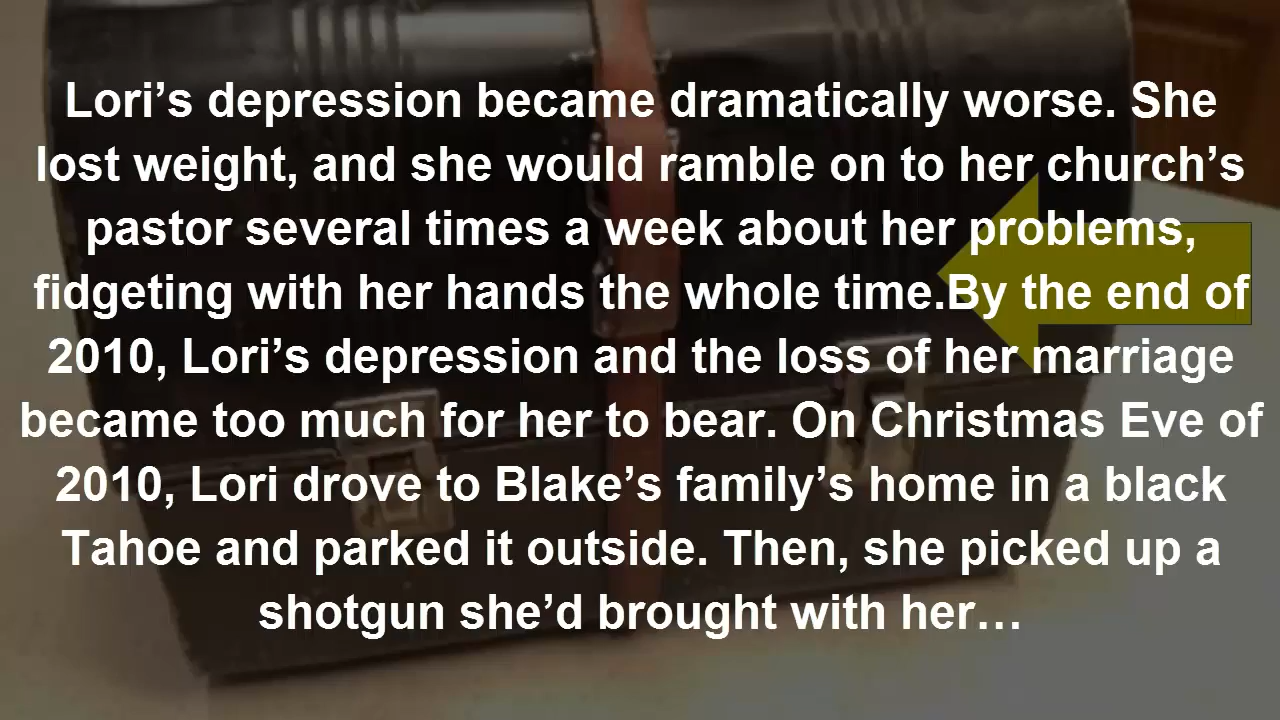 Lori’s depression became dramatically worse. She
lost weight, and she would ramble on to her church’s
pastor several times a week about her problems,
fidgeting with her hands the whole time.By the end of
2010, Lori’s depression and the loss of her marriage
became too much for her to bear. On Christmas Eve of
2010, Lori drove to Blake’s family’s home in a black
Tahoe and parked it outside. Then, she picked up a
shotgun she’d brought with her…